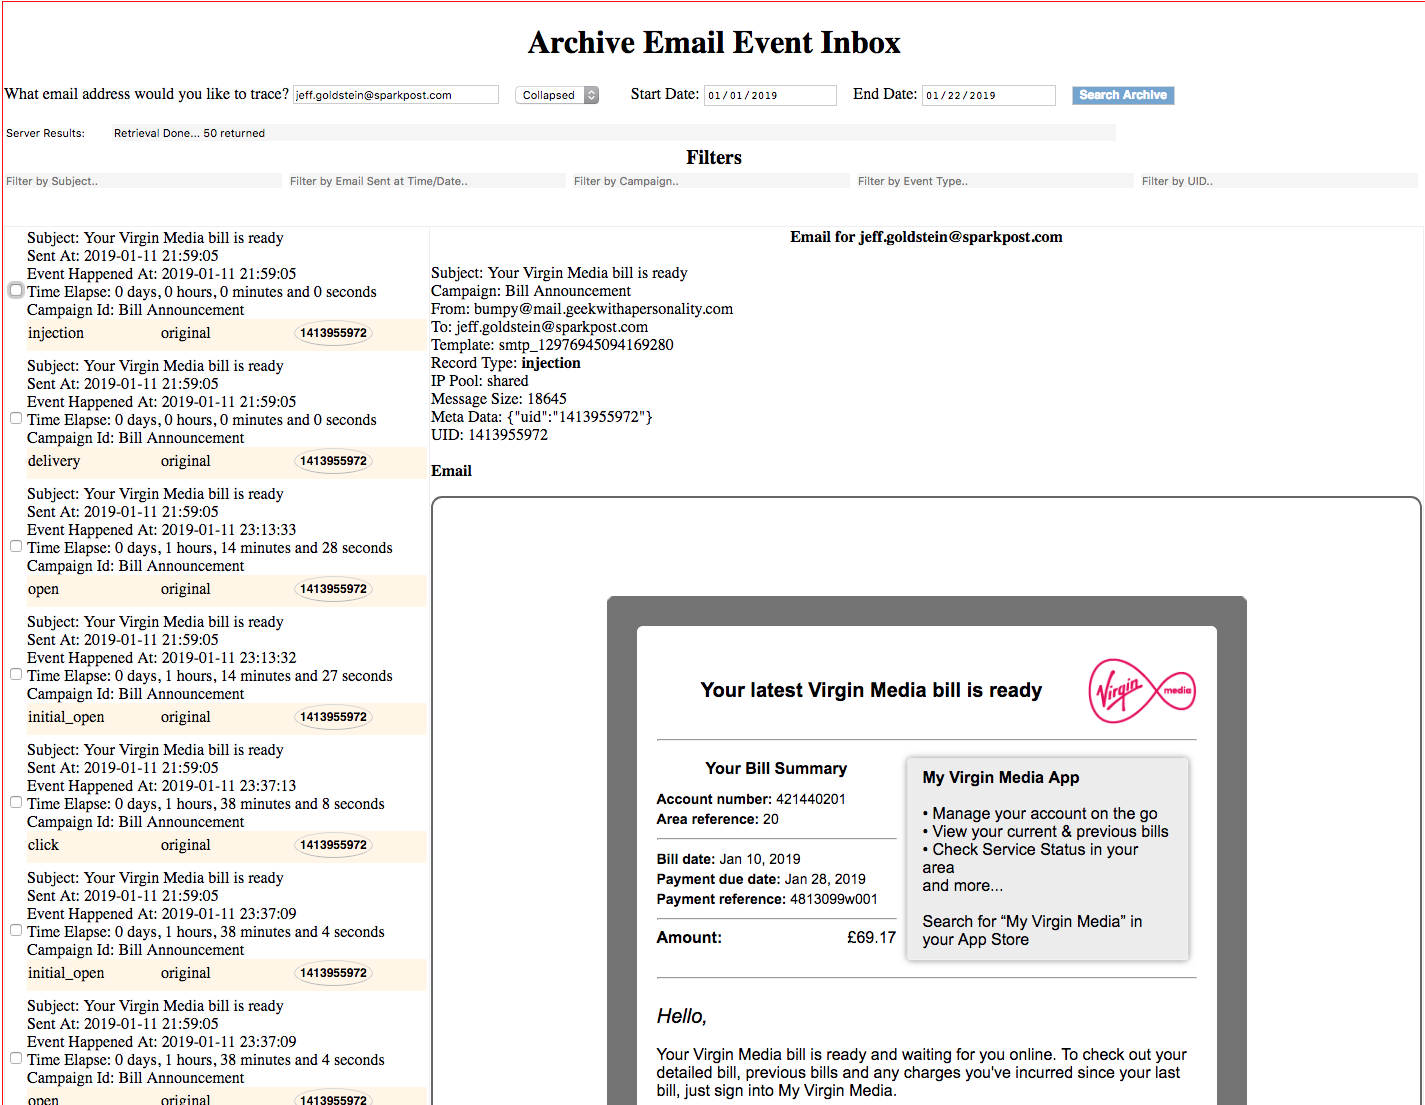 Archive Email Event Inbox
What email address would you like to trace? jeff.goldstein@sparkpost.com Collapsed Start Date: 01/01/2019 End Date: 01/22/2019 Search Archive
Server Results: Retrieval Done... 50 returned
Filters
Filter by Subject.. Filter by Email Sent at Time/Date.. Filter by Campaign.. Filter by Event Type.. Filter by UID..
Subject: Your Virgin Media bill is ready
Sent At: 2019-01-11 21:59:05
Event Happened At: 2019-01-11 21:59:05
Time Elapse: 0 days, 0 hours, 0 minutes and 0 seconds
Campaign Id: Bill Announcement
injection original 1413955972
Subject: Your Virgin Media bill is ready
Sent At: 2019-01-11 21:59:05
Event Happened At: 2019-01-11 21:59:05
Time Elapse: 0 days, 0 hours, 0 minutes and 0 seconds
Campaign Id: Bill Announcement
delivery original 1413955972
Subject: Your Virgin Media bill is ready
Sent At: 2019-01-11 21:59:05
Event Happened At: 2019-01-11 23:13:33
Time Elapse: 0 days, 1 hours, 14 minutes and 28 seconds
Campaign Id: Bill Announcement
open original 1413955972
Subject: Your Virgin Media bill is ready
Sent At: 2019-01-11 21:59:05
Event Happened At: 2019-01-11 23:13:32
Time Elapse: 0 days, 1 hours, 14 minutes and 27 seconds
Campaign Id: Bill Announcement
initial_open original 1413955972
Subject: Your Virgin Media bill is ready
Sent At: 2019-01-11 21:59:05
Event Happened At: 2019-01-11 23:37:13
Time Elapse: 0 days, 1 hours, 38 minutes and 8 seconds
Campaign Id: Bill Announcement
click original 1413955972
Subject: Your Virgin Media bill is ready
Sent At: 2019-01-11 21:59:05
Event Happened At: 2019-01-11 23:37:09
Time Elapse: 0 days, 1 hours, 38 minutes and 4 seconds
Campaign Id: Bill Announcement
initial_open original 1413955972
Subject: Your Virgin Media bill is ready
Sent At: 2019-01-11 21:59:05
Event Happened At: 2019-01-11 23:37:09
Time Elapse: 0 days, 1 hours, 38 minutes and 4 seconds
Campaign Id: Bill Announcement
open original 1413955972
Email for jeff.goldstein@sparkpost.com
Subject: Your Virgin Media bill is ready
Campaign: Bill Announcement
From: bumpy@mail.geekwithapersonality.com
To: jeff.goldstein@sparkpost.com
Template: smtp_12976945094169280
Record Type: injection
IP Pool: shared
Message Size: 18645
Meta Data: {"uid":"1413955972"}
UID: 1413955972
Email
Your latest Virgin Media bill is ready
Virgin media
Your Bill Summary
Account number: 421440201
Area reference: 20
Bill date: Jan 10, 2019
Payment due date: Jan 28, 2019
Payment reference: 4813099w001
Amount: £69.17
My Virgin Media App
• Manage your account on the go
• View your current & previous bills
• Check Service Status in your
area
and more...
Search for “My Virgin Media” in
your App Store
Hello,
Your Virgin Media bill is ready and waiting for you online. To check out your
detailed bill, previous bills and any charges you've incurred since your last
bill, just sign into My Virgin Media.